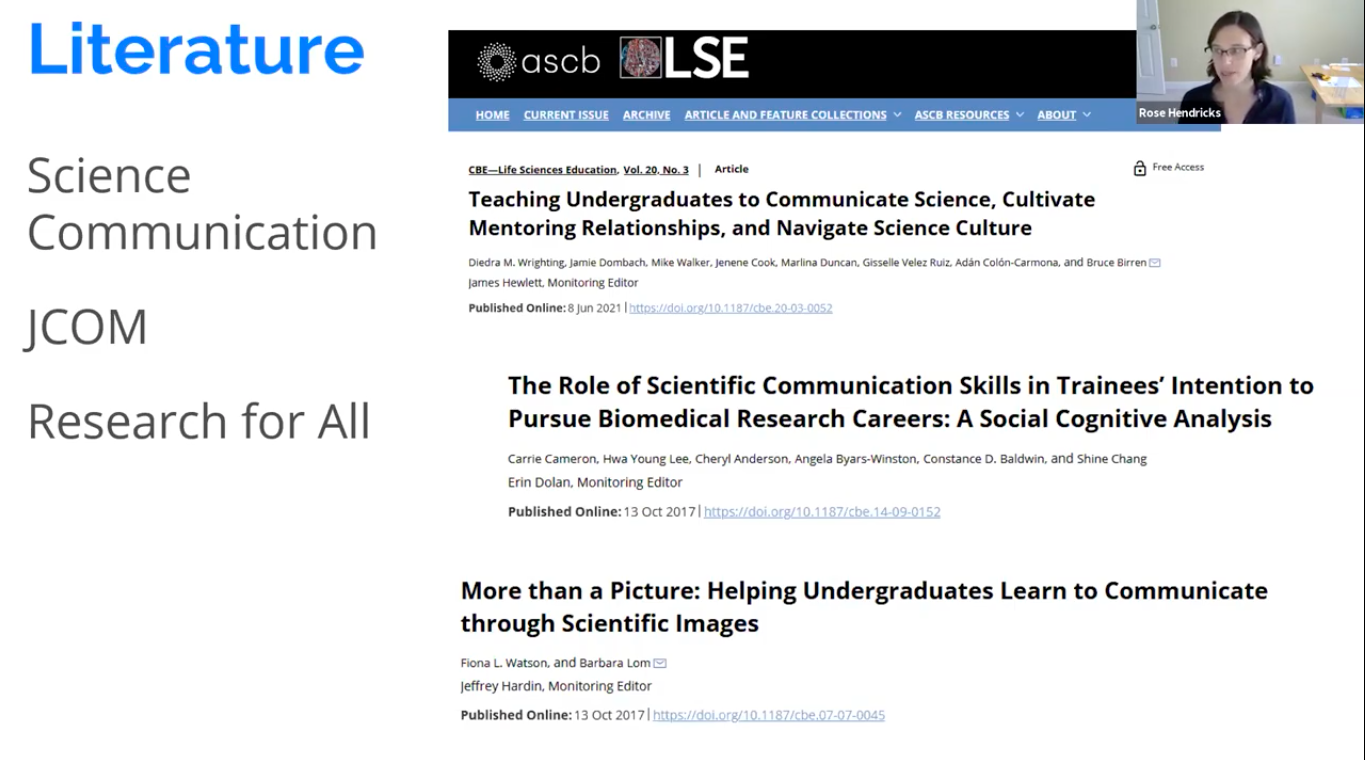 Literature
Science
Communication
JCOM
Research for All
ascb LSE
HOME CURRENT ISSUE ARCHIVE ARTICLE AND FEATURE COLLECTIONS ASCB RESOURCES ABOUT
Rose Hendricks
CBE—Life Sciences Education, Vol. 20, No. 3 | Article
Free Access
Teaching Undergraduates to Communicate Science, Cultivate
Mentoring Relationships, and Navigate Science Culture
Diedra M. Wrighting, Jamie Dombach, Mike Walker, Jenene Cook, Marlina Duncan, Gisselle Velez Ruiz, Adán Colón-Carmona, and Bruce Birren
James Hewlett, Monitoring Editor
Published Online: 8 Jun 2021 | https://doi.org/10.1187/cbe.20-03-0052
The Role of Scientific Communication Skills in Trainees’ Intention to
Pursue Biomedical Research Careers: A Social Cognitive Analysis
Carrie Cameron, Hwa Young Lee, Cheryl Anderson, Angela Byars-Winston, Constance D. Baldwin, and Shine Chang
Erin Dolan, Monitoring Editor
Published Online: 13 Oct 2017 | https://doi.org/10.1187/cbe.14-09-0152
More than a Picture: Helping Undergraduates Learn to Communicate
through Scientific Images
Fiona L. Watson, and Barbara Lom
Jeffrey Hardin, Monitoring Editor
Published Online: 13 Oct 2017 | https://doi.org/10.1187/cbe.07-07-0045